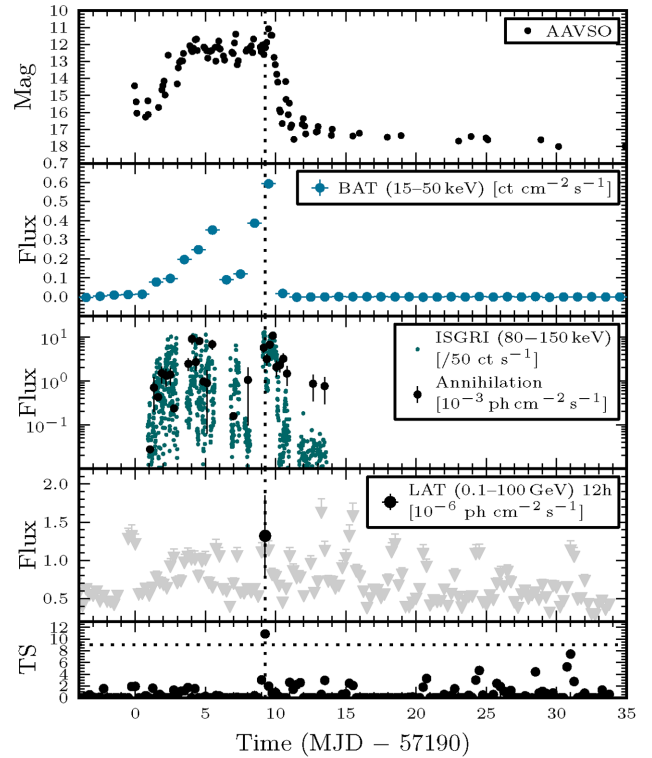 10
11
12
13
14
15
16
17
18
Mag
AAVSO
0.7
0.6
0.5
0.4
0.3
0.2
0.1
0.0
Flux
BAT (15–50 keV) [ct cm⁻² s⁻¹]
10¹
10⁰
10⁻¹
Flux
ISGRI (80−150 keV)
[/50 ct s⁻¹]
Annihilation
[10⁻³ ph cm⁻² s⁻¹]
2.0
1.5
1.0
0.5
Flux
LAT (0.1–100 GeV) 12h
[10⁻⁶ ph cm⁻² s⁻¹]
12
10
8
6
4
2
0
TS
0 5 10 15 20 25 30 35
Time (MJD − 57190)